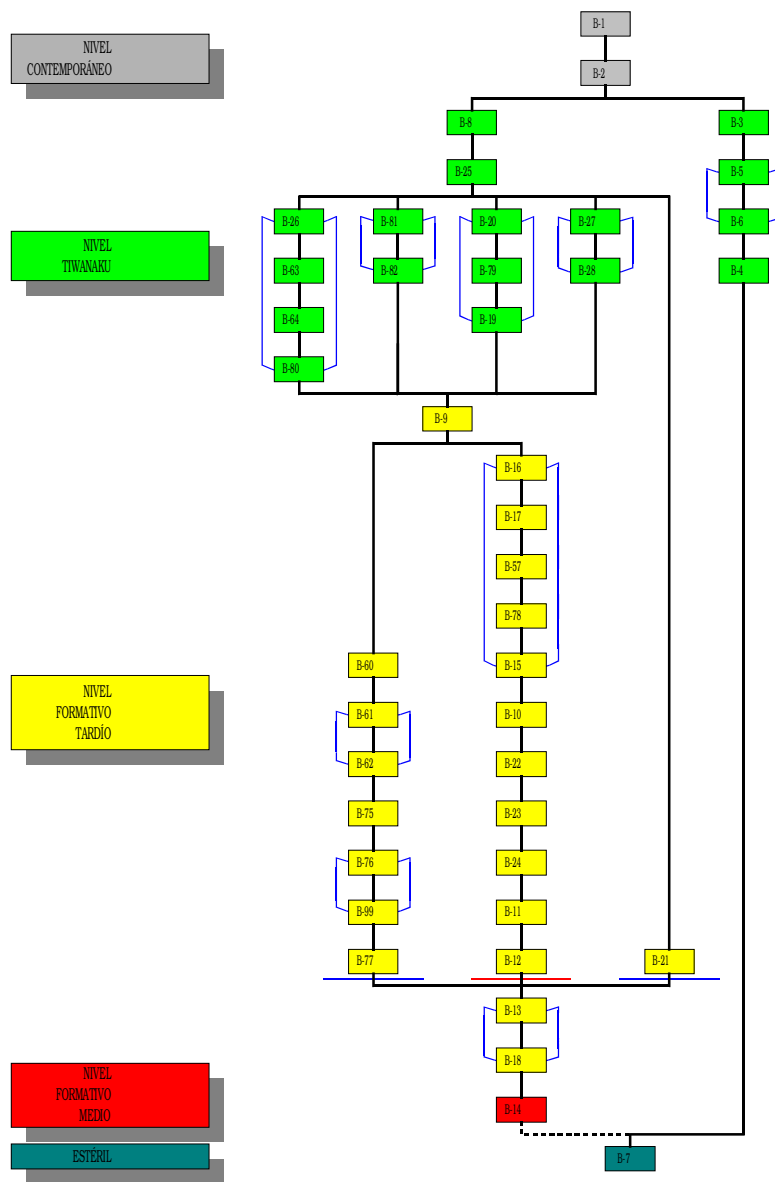 B-1
NIVEL
CONTEMPORÁNEO
B-2
B-8
B-3
B-25
B-5
B-26
B-81
B-20
B-27
B-6
NIVEL
TIWANAKU
B-63
B-82
B-79
B-28
B-4
B-64
B-19
B-80
B-9
B-16
B-17
B-57
B-78
B-60
B-15
NIVEL
FORMATIVO
TARDÍO
B-61
B-10
B-62
B-22
B-75
B-23
B-76
B-24
B-99
B-11
B-77
B-12
B-21
B-13
B-18
NIVEL
FORMATIVO
MEDIO
B-14
ESTÉRIL
B-7